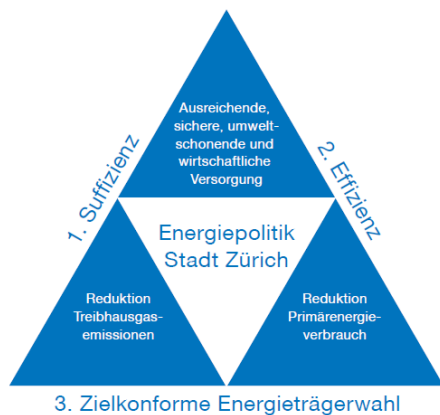 Ausreichende,
sichere, umwelt-
schonende und
wirtschaftliche
Versorgung
1. Suffizienz
2. Effizienz
Energiepolitik
Stadt Zürich
Reduktion
Treibhausgas-
emissionen
Reduktion
Primärenergie-
verbrauch
3. Zielkonforme Energieträgerwahl